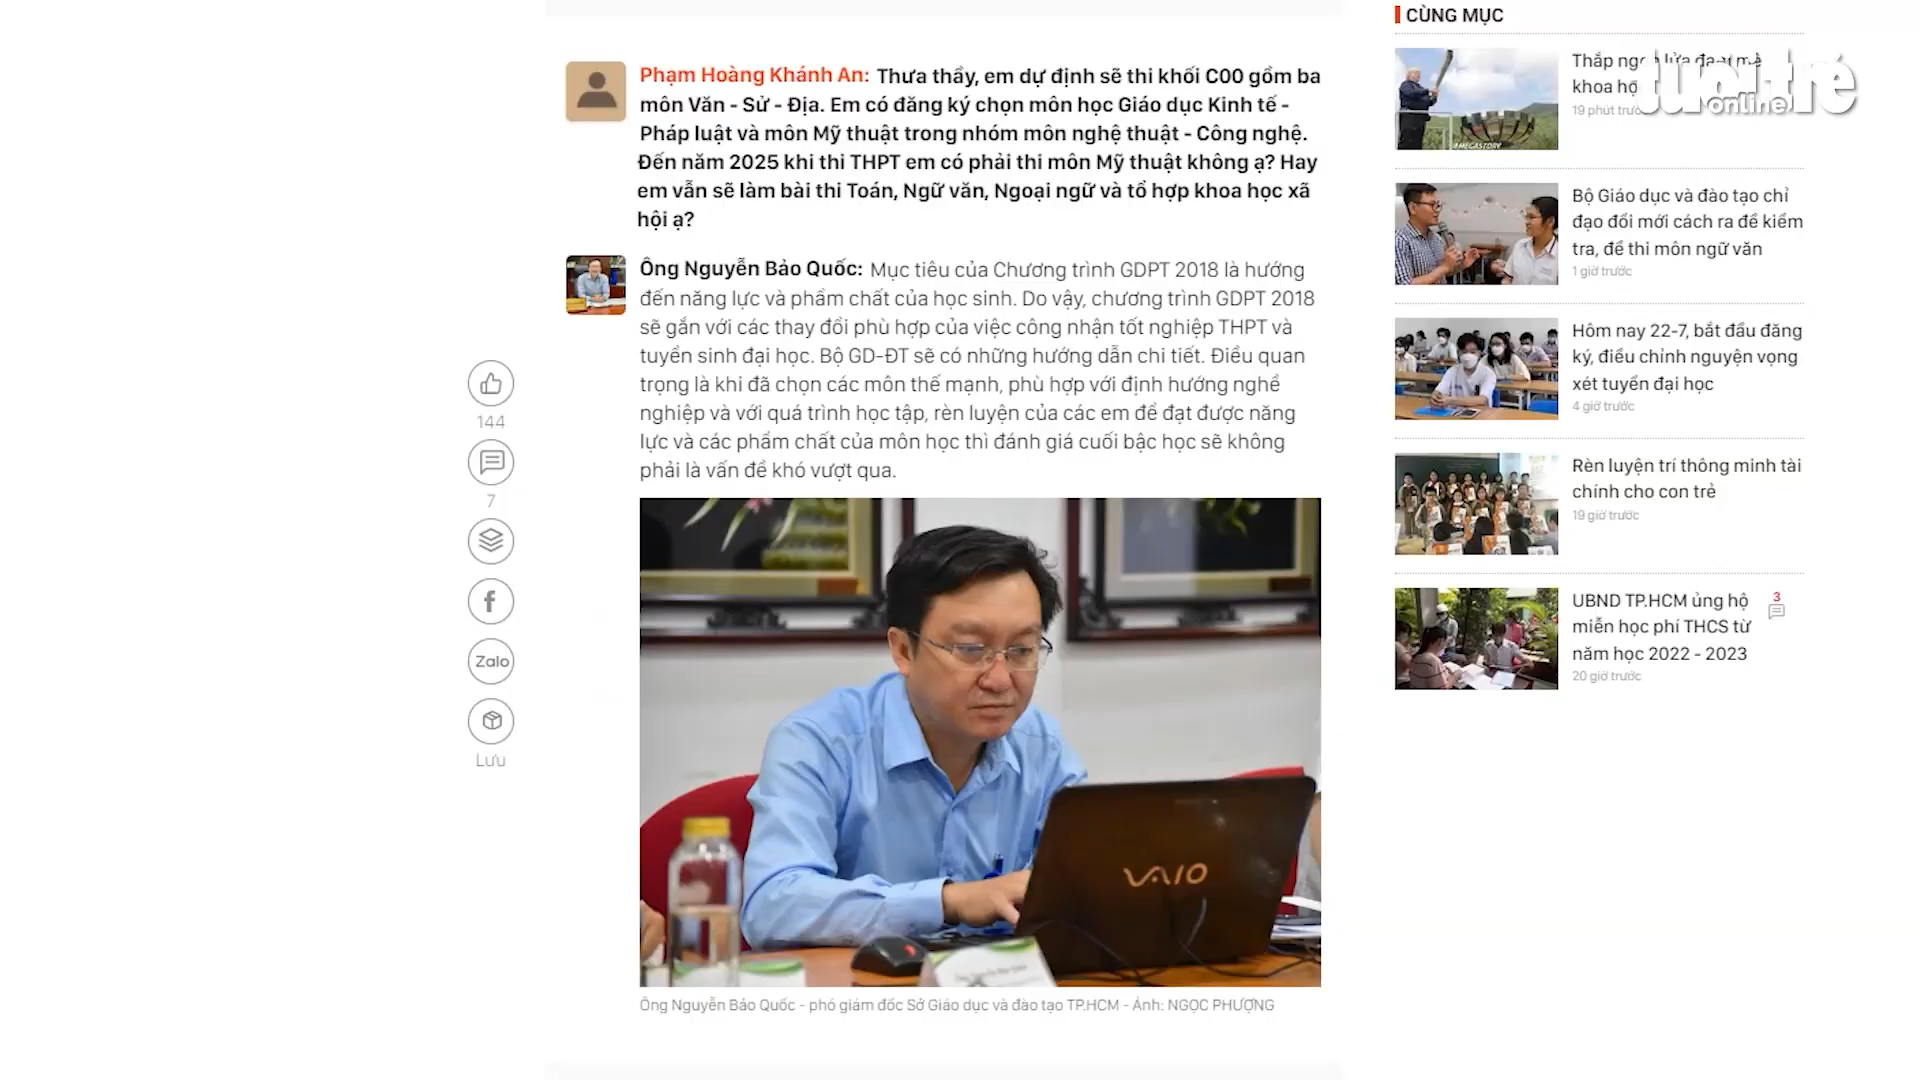 Phạm Hoàng Khánh An: Thưa thầy, em dự định sẽ thi khối C00 gồm ba
môn Văn - Sử - Địa. Em có đăng ký chọn môn học Giáo dục Kinh tế -
Pháp luật và môn Mỹ thuật trong nhóm môn nghệ thuật - Công nghệ.
Đến năm 2025 khi thi THPT em có phải thi môn Mỹ thuật không ạ? Hay
em vẫn sẽ làm bài thi Toán, Ngữ văn, Ngoại ngữ và tổ hợp khoa học xã
hội ạ?
Ông Nguyễn Bảo Quốc: Mục tiêu của Chương trình GDPT 2018 là hướng
đến năng lực và phẩm chất của học sinh. Do vậy, chương trình GDPT 2018
sẽ gắn với các thay đổi phù hợp của việc công nhận tốt nghiệp THPT và
tuyển sinh đại học. Bộ GD-ĐT sẽ có những hướng dẫn chi tiết. Điều quan
trọng là khi đã chọn các môn thế mạnh, phù hợp với định hướng nghề
nghiệp và với quá trình học tập, rèn luyện của các em để đạt được năng
lực và các phẩm chất của môn học thì đánh giá cuối bậc học sẽ không
phải là vấn đề khó vượt qua.
144
7
Zalo
Lưu
VAIO
Ông Nguyễn Bảo Quốc - phó giám đốc Sở Giáo dục và đào tạo TP.HCM - Ảnh: NGỌC PHƯỢNG
CÙNG MỤC
Thắp ngọn lửa đam mê
khoa họ
19 phút trước
#MEGASTORY
tuổi trẻ
online
Bộ Giáo dục và đào tạo chỉ
đạo đổi mới cách ra đề kiểm
tra, đề thi môn ngữ văn
1 giờ trước
Hôm nay 22-7, bắt đầu đăng
ký, điều chỉnh nguyện vọng
xét tuyển đại học
4 giờ trước
Rèn luyện trí thông minh tài
chính cho con trẻ
19 giờ trước
UBND TP.HCM ủng hộ
miễn học phí THCS từ
năm học 2022 - 2023
3
20 giờ trước